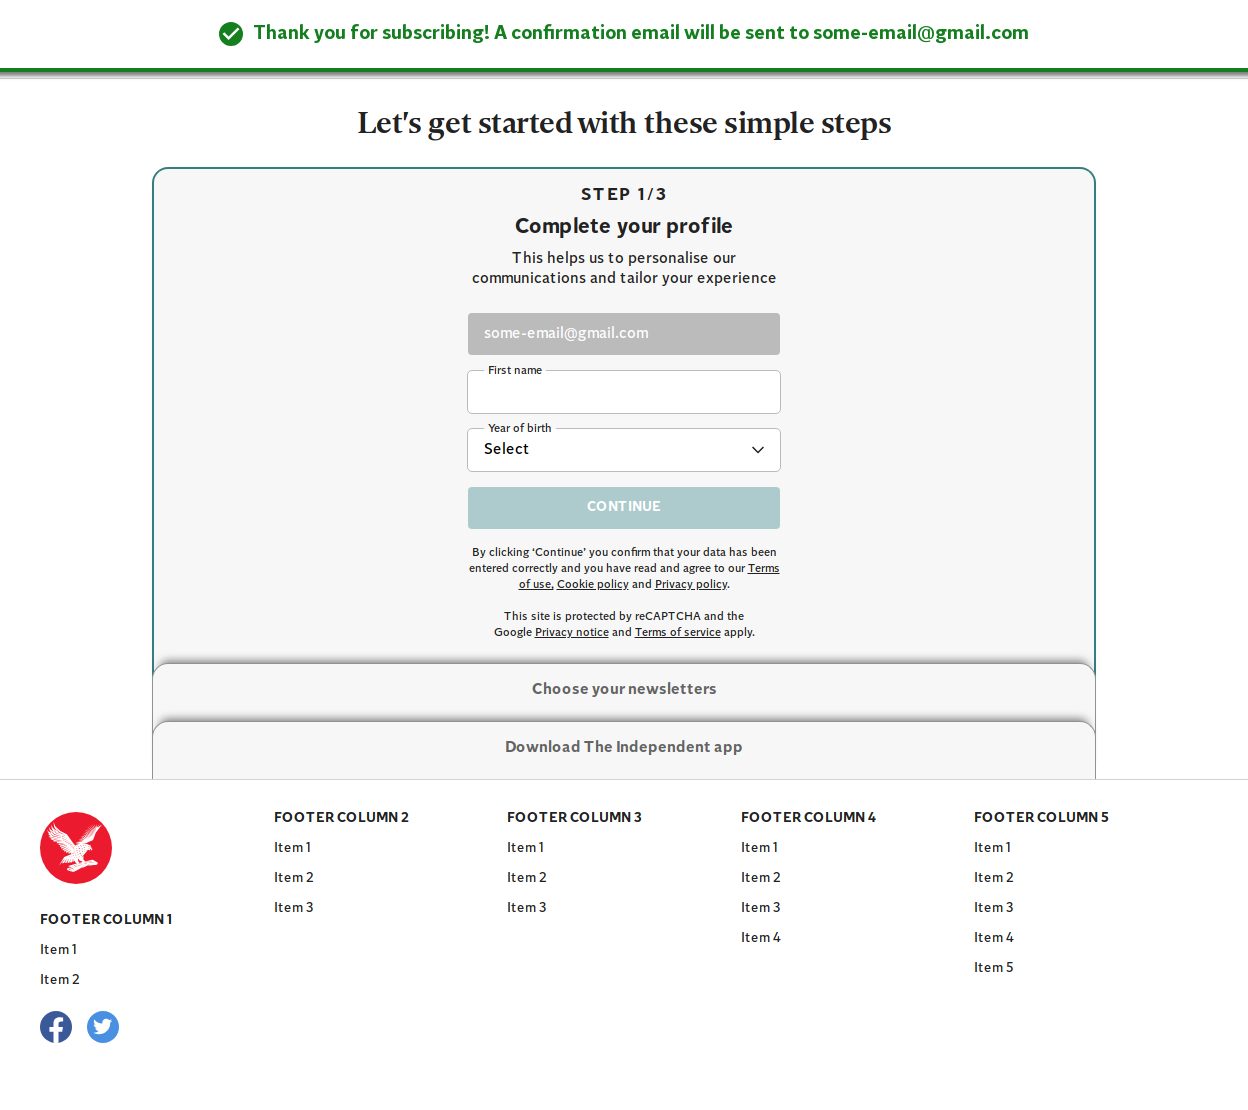 Thank you for subscribing! A confirmation email will be sent to some-email@gmail.com
Let's get started with these simple steps
STEP 1/3
Complete your profile
This helps us to personalise our
communications and tailor your experience
some-email@gmail.com
First name
Year of birth
Select
CONTINUE
By clicking ‘Continue’ you confirm that your data has been
entered correctly and you have read and agree to our Terms
of use, Cookie policy and Privacy policy.
This site is protected by reCAPTCHA and the
Google Privacy notice and Terms of service apply.
Choose your newsletters
Download The Independent app
FOOTER COLUMN 1
Item 1
Item 2
FOOTER COLUMN 2
Item 1
Item 2
Item 3
FOOTER COLUMN 3
Item 1
Item 2
Item 3
FOOTER COLUMN 4
Item 1
Item 2
Item 3
Item 4
FOOTER COLUMN 5
Item 1
Item 2
Item 3
Item 4
Item 5